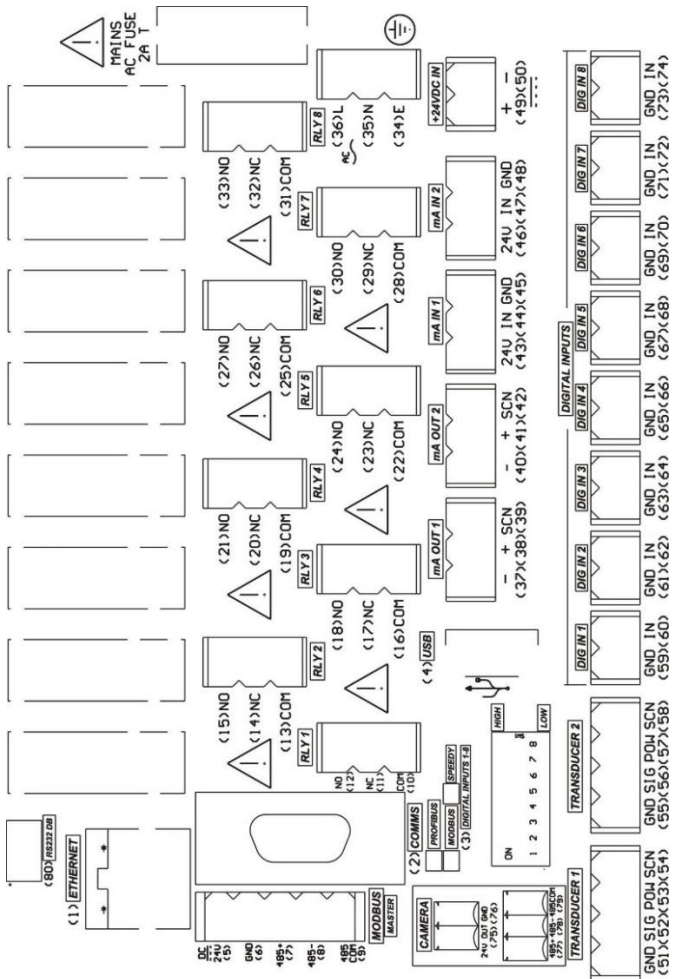 MAINS
AC FUSE
2A T
(36)L
(35)N
(34)E
AC
+24VDC IN
+ -
(49)(50)
RLY 8
(33)NO
(32)NC
(31)COM
RLY 7
(30)NO
(29)NC
(28)COM
RLY 6
(27)NO
(26)NC
(25)COM
RLY 5
(24)NO
(23)NC
(22)COM
RLY 4
(21)NO
(20)NC
(19)COM
RLY 3
(18)NO
(17)NC
(16)COM
RLY 2
(15)NO
(14)NC
(13)COM
RLY 1
NO
(12)
NC
(11)
COM
(10)
mA IN 2
24V IN GND
(46)(47)(48)
mA IN 1
24V IN GND
(43)(44)(45)
mA OUT 2
- + SCN
(40)(41)(42)
mA OUT 1
- + SCN
(37)(38)(39)
(4) USB
(80) RS232 DB
(1) ETHERNET
(2) COMMS
PROFIBUS
MODBUS
SPEEDY
(3) DIGITAL INPUTS 1-8
HIGH
LOW
ON
1 2 3 4 5 6 7 8
DC
24V
(5)
GND
(6)
485+
(7)
485-
(8)
485
COM
(9)
MODBUS
MASTER
CAMERA
24V OUT GND
(75)(76)
485+485-485COM
(77) (78) (79)
TRANSDUCER 1
GND SIG POW SCN
(51)(52)(53)(54)
TRANSDUCER 2
GND SIG POW SCN
(55)(56)(57)(58)
DIGITAL INPUTS
DIG IN 1
GND IN
(59)(60)
DIG IN 2
GND IN
(61)(62)
DIG IN 3
GND IN
(63)(64)
DIG IN 4
GND IN
(65)(66)
DIG IN 5
GND IN
(67)(68)
DIG IN 6
GND IN
(69)(70)
DIG IN 7
GND IN
(71)(72)
DIG IN 8
GND IN
(73)(74)